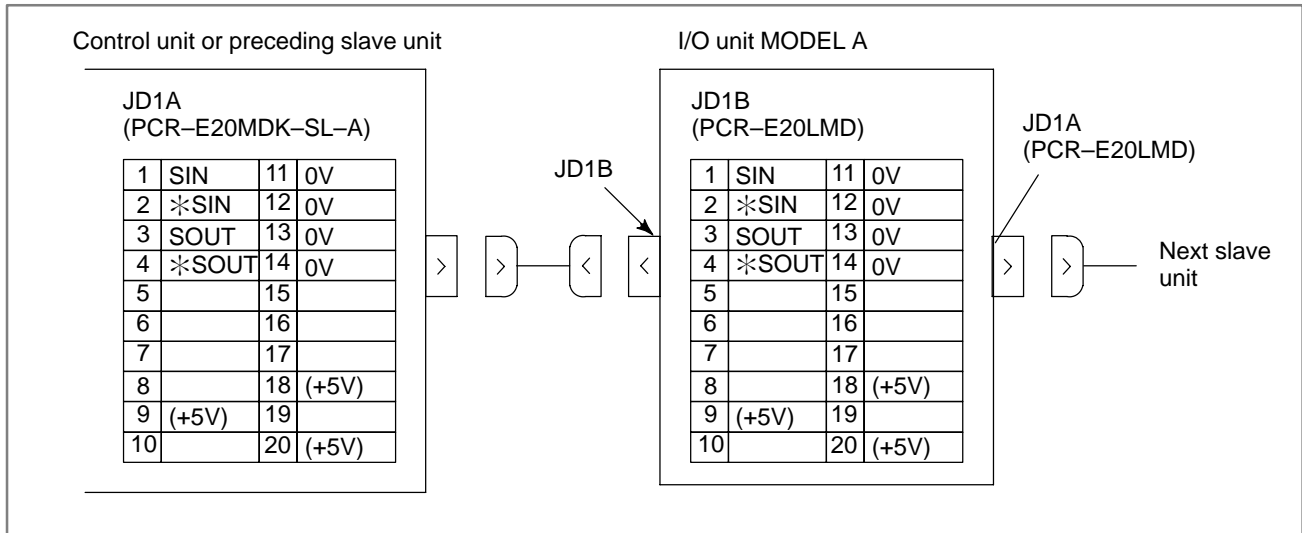 Control unit or preceding slave unit
I/O unit MODEL A
JD1A
(PCR–E20MDK–SL–A)
1 SIN 11 0V
2 ＊SIN 12 0V
3 SOUT 13 0V
4 ＊SOUT 14 0V
5 15
6 16
7 17
8 18 (+5V)
9 (+5V) 19
10 20 (+5V)
JD1B
JD1B
(PCR–E20LMD)
1 SIN 11 0V
2 ＊SIN 12 0V
3 SOUT 13 0V
4 ＊SOUT 14 0V
5 15
6 16
7 17
8 18 (+5V)
9 (+5V) 19
10 20 (+5V)
JD1A
(PCR–E20LMD)
Next slave
unit